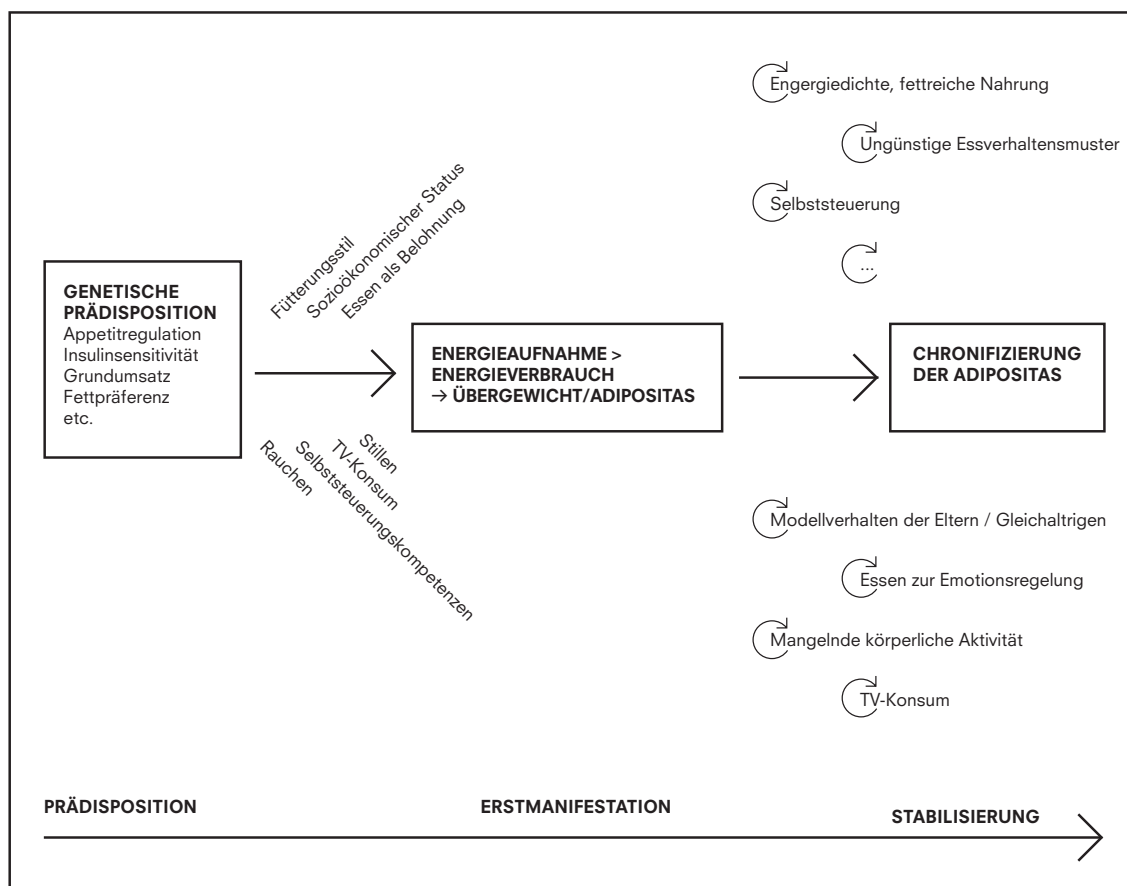 Engergiedichte, fettreiche Nahrung
Ungünstige Essverhaltensmuster
Selbststeuerung
...
Fütterungsstil
Sozioökonomischer Status
Essen als Belohnung
GENETISCHE
PRÄDISPOSITION
Appetitregulation
Insulinsensitivität
Grundumsatz
Fettpräferenz
etc.
ENERGIEAUFNAHME >
ENERGIEVERBRAUCH
→ ÜBERGEWICHT/ADIPOSITAS
CHRONIFIZIERUNG
DER ADIPOSITAS
Stillen
TV-Konsum
Selbststeuerungskompetenzen
Rauchen
Modellverhalten der Eltern / Gleichaltrigen
Essen zur Emotionsregelung
Mangelnde körperliche Aktivität
TV-Konsum
PRÄDISPOSITION
ERSTMANIFESTATION
STABILISIERUNG